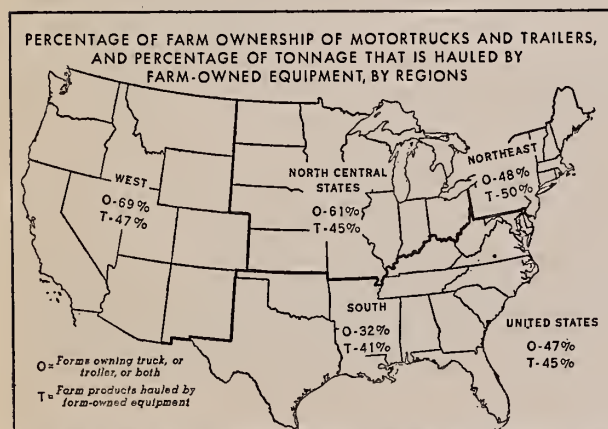 PERCENTAGE OF FARM OWNERSHIP OF MOTORTRUCKS AND TRAILERS,
AND PERCENTAGE OF TONNAGE THAT IS HAULED BY
FARM-OWNED EQUIPMENT, BY REGIONS
WEST
O-69%
T-47%
NORTH CENTRAL
STATES
O-61%
T-45%
NORTHEAST
O-48%
T-50%
SOUTH
O-32%
T-41%
UNITED STATES
O-47%
T-45%
O= Farms owning truck, or
trailer, or both
T= Farm products hauled by
farm-owned equipment